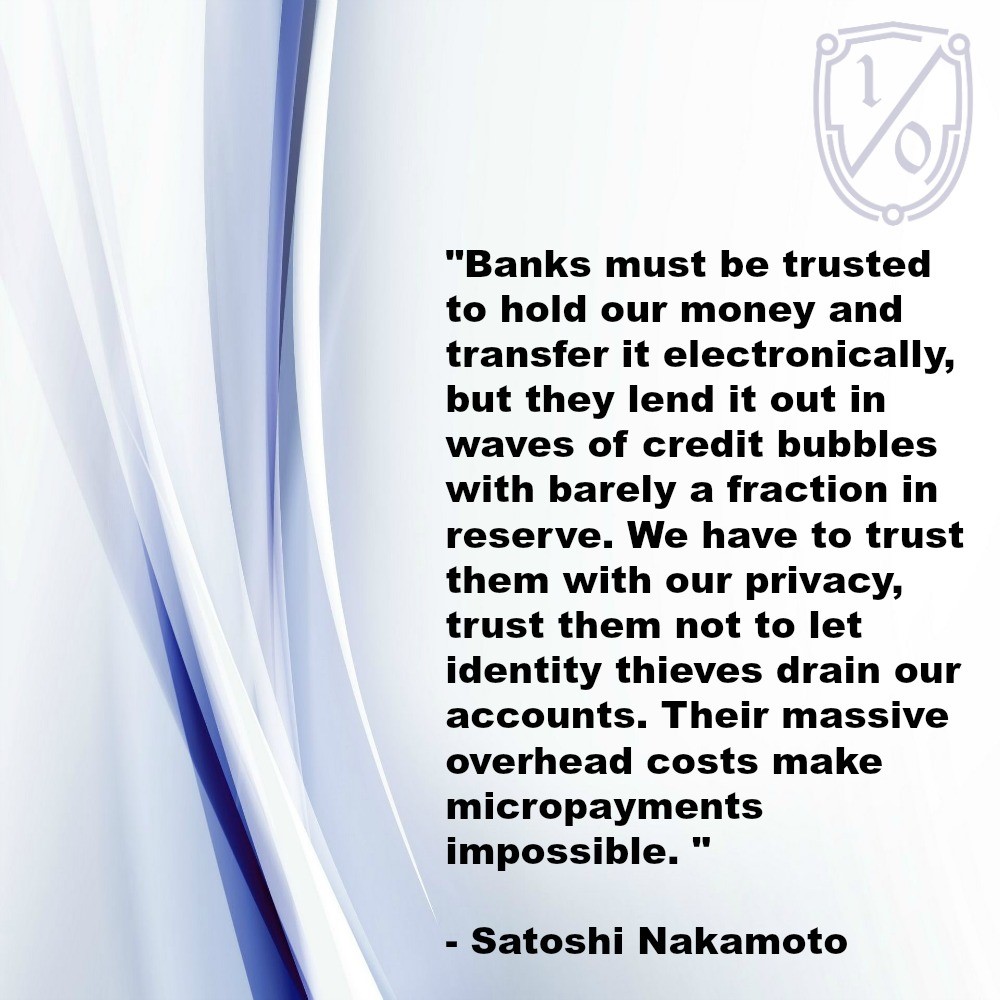 1/0
"Banks must be trusted
to hold our money and
transfer it electronically,
but they lend it out in
waves of credit bubbles
with barely a fraction in
reserve. We have to trust
them with our privacy,
trust them not to let
identity thieves drain our
accounts. Their massive
overhead costs make
micropayments
impossible. "
- Satoshi Nakamoto